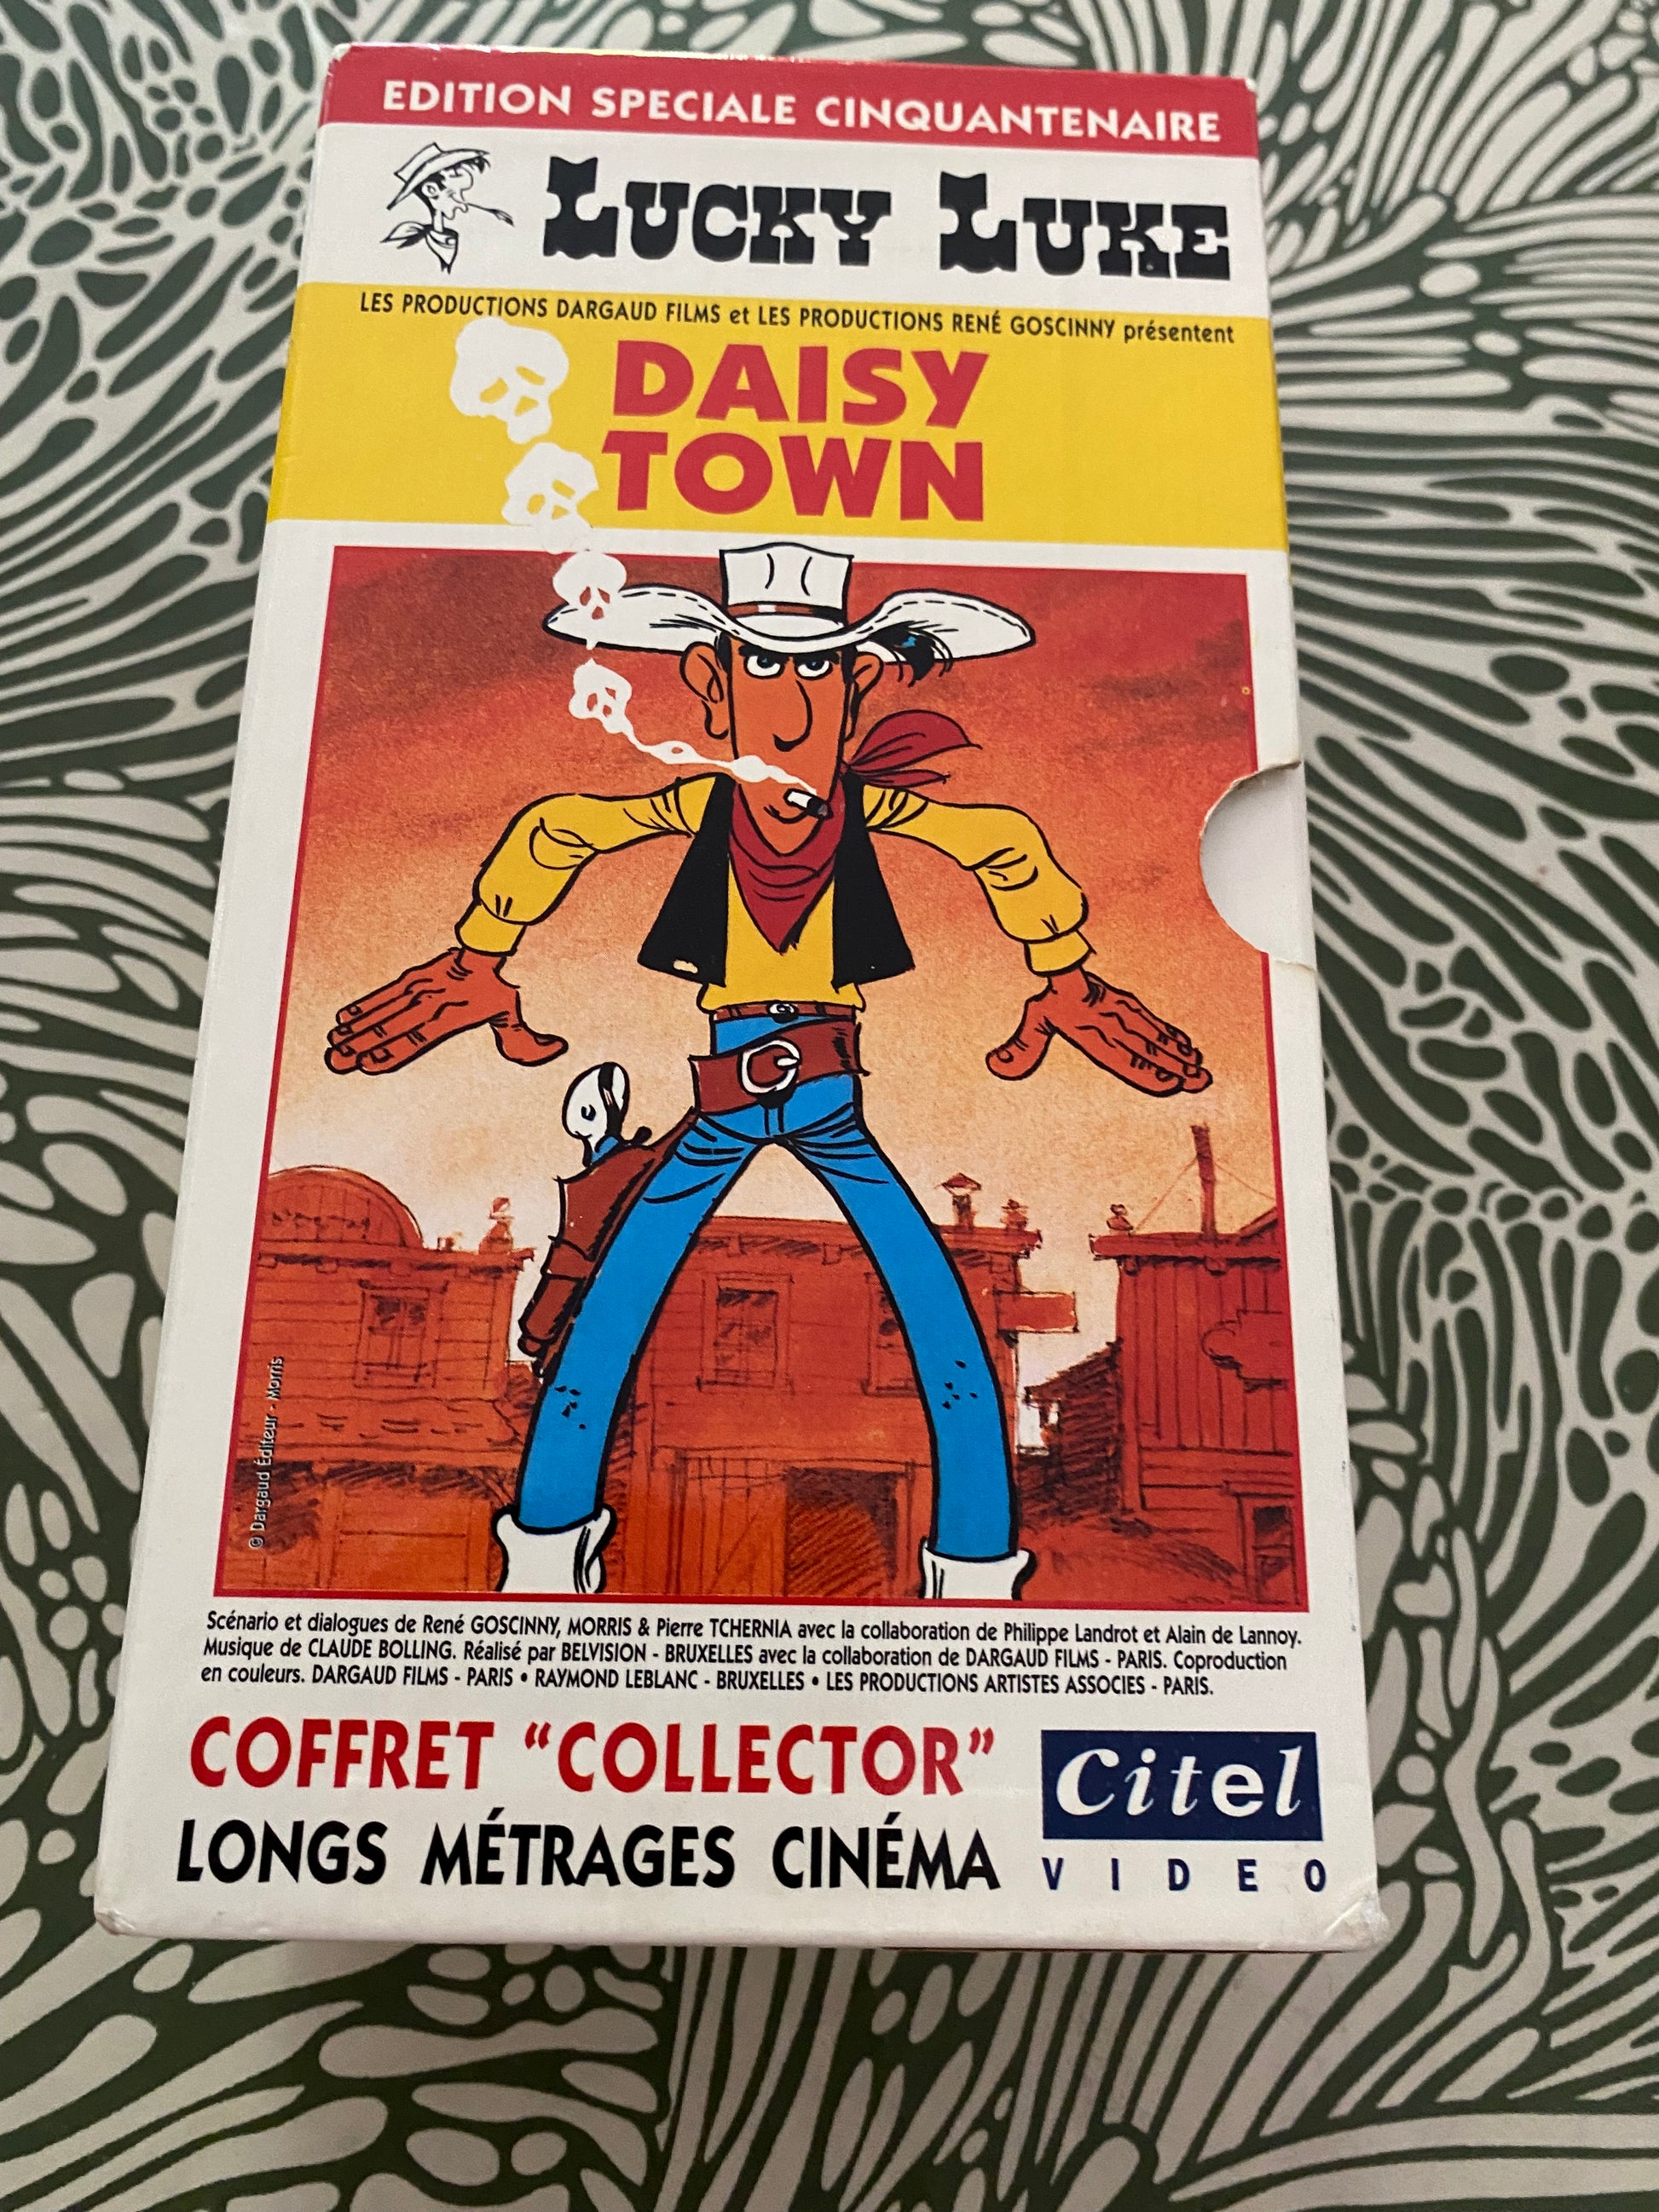 EDITION SPECIALE CINQUANTENAIRE
LUCKY LUKE
LES PRODUCTIONS DARGAUD FILMS et LES PRODUCTIONS RENÉ GOSCINNY présentent
DAISY
TOWN
© Dargaud Éditeur - Morris
Scénario et dialogues de René GOSCINNY, MORRIS & Pierre TCHERNIA avec la collaboration de Philippe Landrot et Alain de Lannoy.
Musique de CLAUDE BOLLING. Réalisé par BELVISION - BRUXELLES avec la collaboration de DARGAUD FILMS - PARIS. Coproduction
en couleurs. DARGAUD FILMS - PARIS • RAYMOND LEBLANC - BRUXELLES • LES PRODUCTIONS ARTISTES ASSOCIES - PARIS.
COFFRET "COLLECTOR"
LONGS MÉTRAGES CINÉMA
Citel
VIDEO